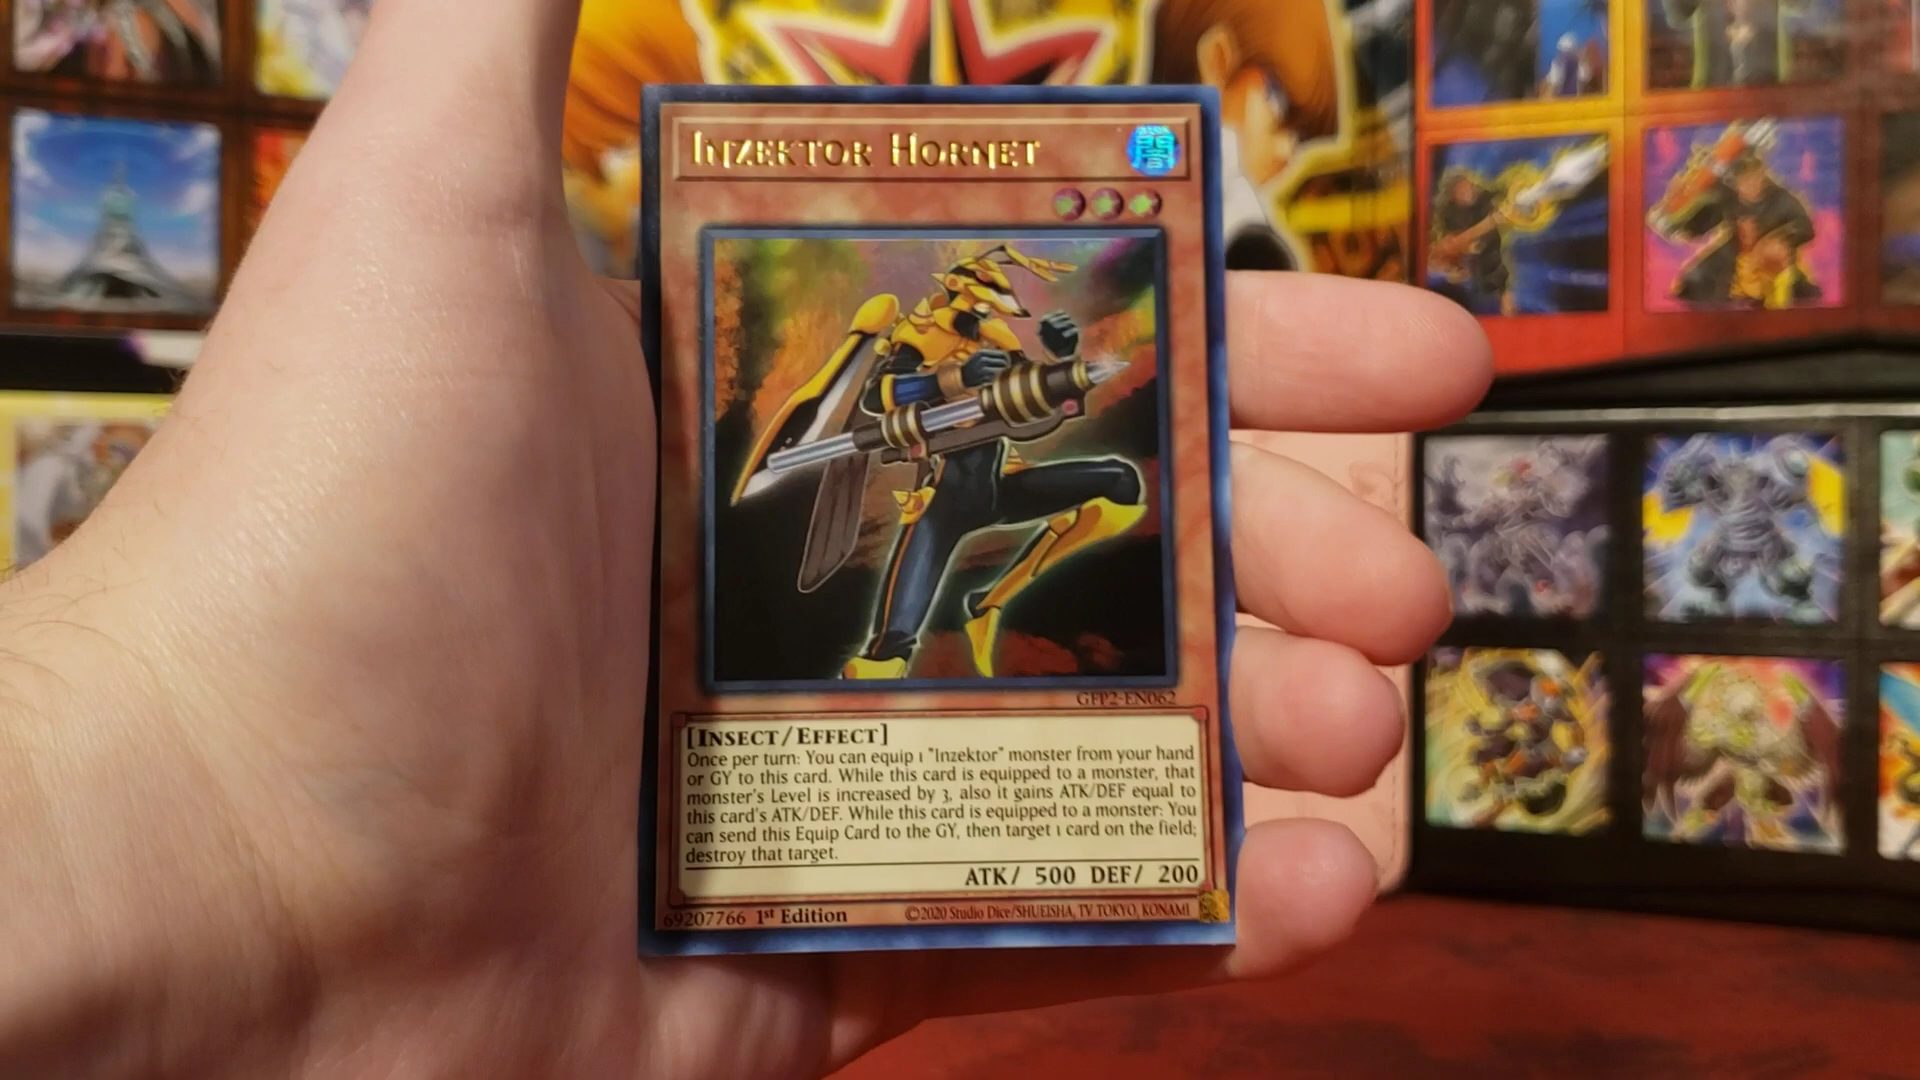 INZEKTOR HORNET
闇
GFP2-EN062
[INSECT/EFFECT]
Once per turn: You can equip 1 "Inzektor" monster from your hand
or GY to this card. While this card is equipped to a monster, that
monster's Level is increased by 3, also it gains ATK/DEF equal to
this card's ATK/DEF. While this card is equipped to a monster: You
can send this Equip Card to the GY, then target 1 card on the field;
destroy that target.
ATK/ 500 DEF/ 200
69207766 1st Edition ©2020 Studio Dice/SHUEISHA, TV TOKYO, KONAMI